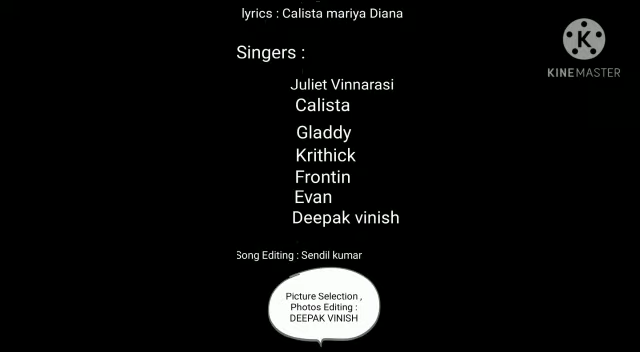 lyrics : Calista mariya Diana
KINEMASTER
Singers :
Juliet Vinnarasi
Calista
Gladdy
Krithick
Frontin
Evan
Deepak vinish
Song Editing : Sendil kumar
Picture Selection ,
Photos Editing :
DEEPAK VINISH